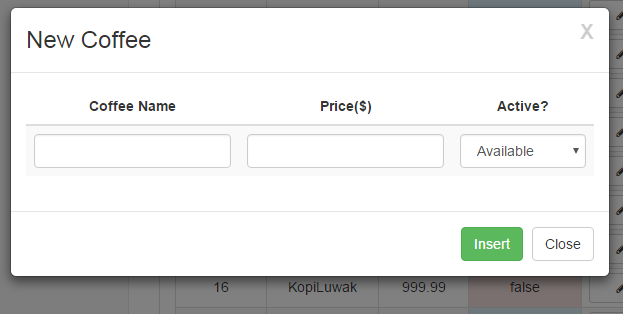 New Coffee X
Coffee Name Price($) Active?
Available
Insert Close
16 KopiLuwak 999.99 false